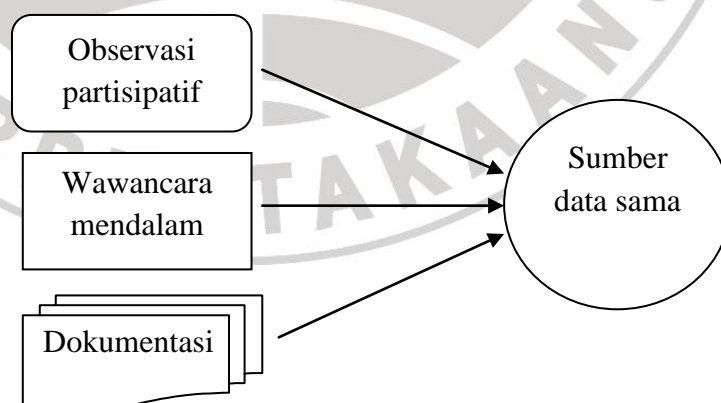 Observasi
partisipatif
Wawancara
mendalam
Dokumentasi
Sumber
data sama